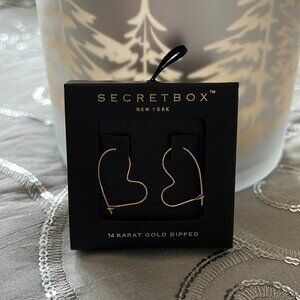 SECRETBOX™
NEW YORK
14 KARAT GOLD DIPPED